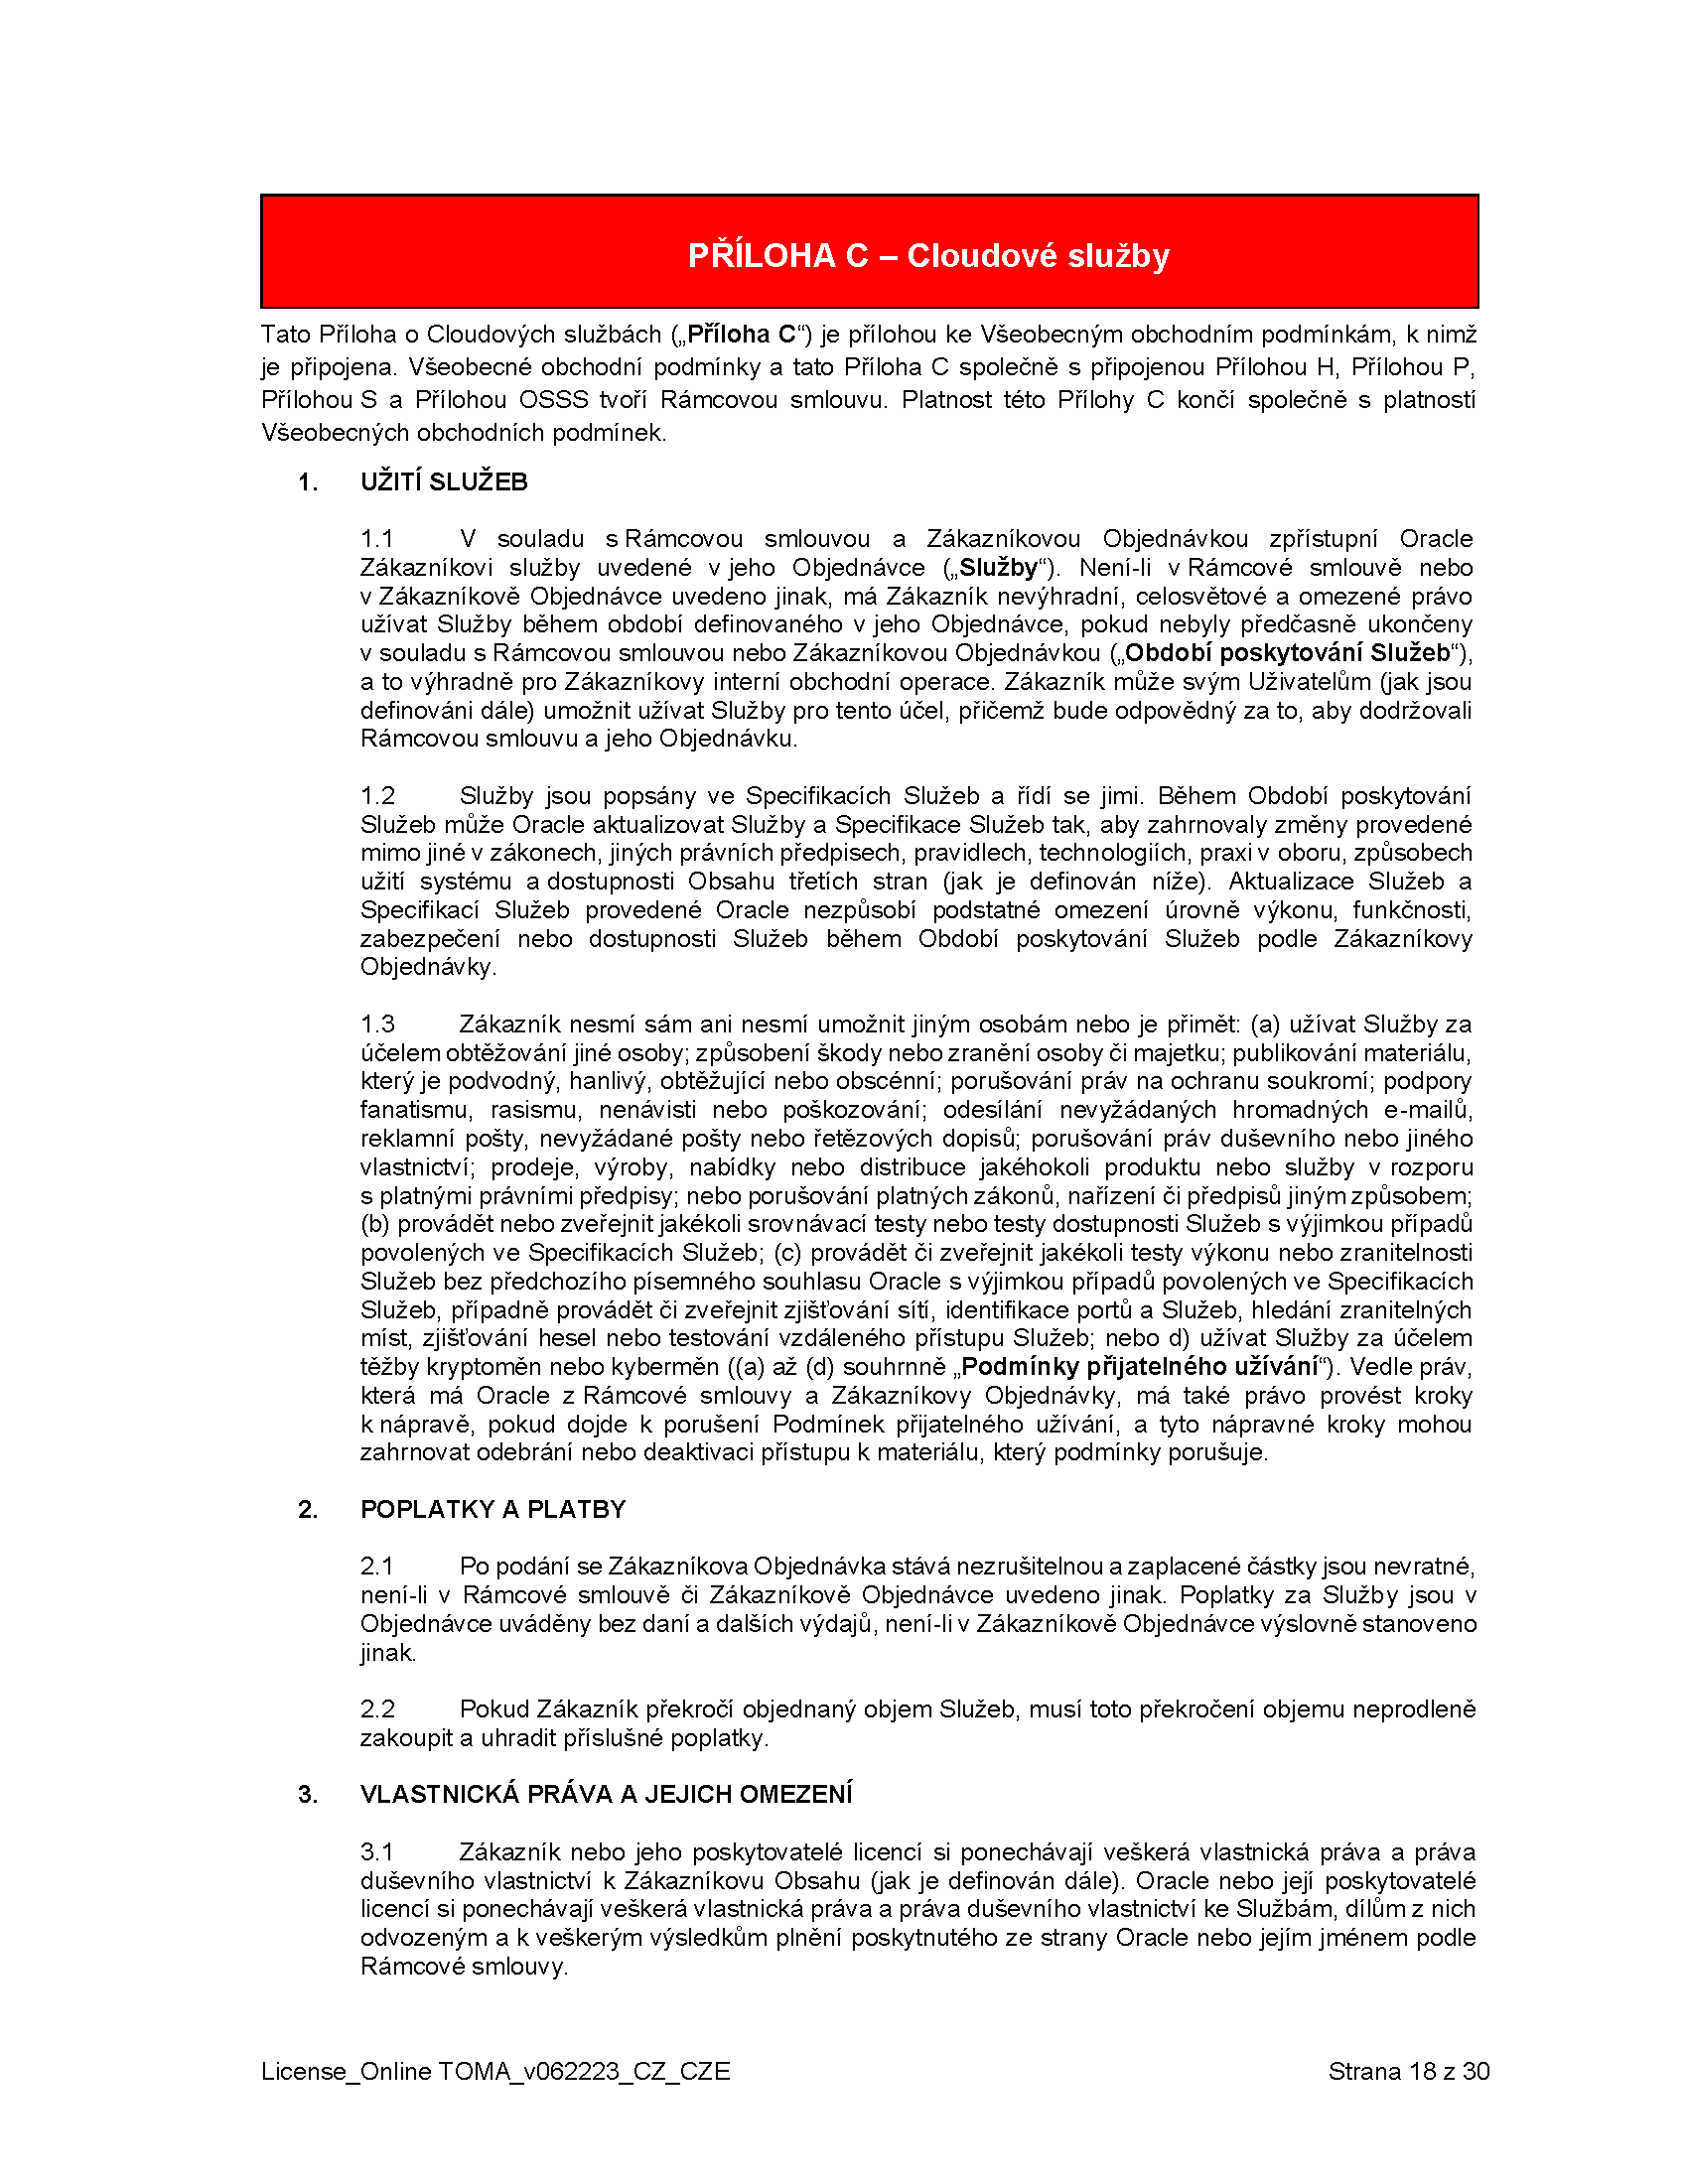 PŘÍLOHA C – Cloudové služby
Tato Příloha o Cloudových službách („Příloha C“) je přílohou ke Všeobecným obchodním podmínkám, k nimž
je připojena. Všeobecné obchodní podmínky a tato Příloha C společně s připojenou Přílohou H, Přílohou P,
Přílohou S a Přílohou OSSS tvoří Rámcovou smlouvu. Platnost této Přílohy C končí společně s platností
Všeobecných obchodních podmínek.
1. UŽITÍ SLUŽEB
1.1 V souladu s Rámcovou smlouvou a Zákazníkovou Objednávkou zpřístupní Oracle
Zákazníkovi služby uvedené v jeho Objednávce („Služby“). Není-li v Rámcové smlouvě nebo
v Zákazníkově Objednávce uvedeno jinak, má Zákazník nevýhradní, celosvětové a omezené právo
užívat Služby během období definovaného v jeho Objednávce, pokud nebyly předčasně ukončeny
v souladu s Rámcovou smlouvou nebo Zákazníkovou Objednávkou („Období poskytování Služeb“),
a to výhradně pro Zákazníkovy interní obchodní operace. Zákazník může svým Uživatelům (jak jsou
definováni dále) umožnit užívat Služby pro tento účel, přičemž bude odpovědný za to, aby dodržovali
Rámcovou smlouvu a jeho Objednávku.
1.2 Služby jsou popsány ve Specifikacích Služeb a řídí se jimi. Během Období poskytování
Služeb může Oracle aktualizovat Služby a Specifikace Služeb tak, aby zahrnovaly změny provedené
mimo jiné v zákonech, jiných právních předpisech, pravidlech, technologiích, praxi v oboru, způsobech
užití systému a dostupnosti Obsahu třetích stran (jak je definován níže). Aktualizace Služeb a
Specifikací Služeb provedené Oracle nezpůsobí podstatné omezení úrovně výkonu, funkčnosti,
zabezpečení nebo dostupnosti Služeb během Období poskytování Služeb podle Zákazníkovy
Objednávky.
1.3 Zákazník nesmí sám ani nesmí umožnit jiným osobám nebo je přimět: (a) užívat Služby za
účelem obtěžování jiné osoby; způsobení škody nebo zranění osoby či majetku; publikování materiálu,
který je podvodný, hanlivý, obtěžující nebo obscénní; porušování práv na ochranu soukromí; podpory
fanatismu, rasismu, nenávisti nebo poškozování; odesílání nevyžádaných hromadných e-mailů,
reklamní pošty, nevyžádané pošty nebo řetězových dopisů; porušování práv duševního nebo jiného
vlastnictví; prodeje, výroby, nabídky nebo distribuce jakéhokoli produktu nebo služby v rozporu
s platnými právními předpisy; nebo porušování platných zákonů, nařízení či předpisů jiným způsobem;
(b) provádět nebo zveřejnit jakékoli srovnávací testy nebo testy dostupnosti Služeb s výjimkou případů
povolených ve Specifikacích Služeb; (c) provádět či zveřejnit jakékoli testy výkonu nebo zranitelnosti
Služeb bez předchozího písemného souhlasu Oracle s výjimkou případů povolených ve Specifikacích
Služeb, případně provádět či zveřejnit zjišťování sítí, identifikace portů a Služeb, hledání zranitelných
míst, zjišťování hesel nebo testování vzdáleného přístupu Služeb; nebo d) užívat Služby za účelem
těžby kryptoměn nebo kyberměn ((a) až (d) souhrnně „Podmínky přijatelného užívání“). Vedle práv,
která má Oracle z Rámcové smlouvy a Zákazníkovy Objednávky, má také právo provést kroky
k nápravě, pokud dojde k porušení Podmínek přijatelného užívání, a tyto nápravné kroky mohou
zahrnovat odebrání nebo deaktivaci přístupu k materiálu, který podmínky porušuje.
2. POPLATKY A PLATBY
2.1 Po podání se Zákazníkova Objednávka stává nezrušitelnou a zaplacené částky jsou nevratné,
není-li v Rámcové smlouvě či Zákazníkově Objednávce uvedeno jinak. Poplatky za Služby jsou v
Objednávce uváděny bez daní a dalších výdajů, není-li v Zákazníkově Objednávce výslovně stanoveno
jinak.
2.2 Pokud Zákazník překročí objednaný objem Služeb, musí toto překročení objemu neprodleně
zakoupit a uhradit příslušné poplatky.
3. VLASTNICKÁ PRÁVA A JEJICH OMEZENÍ
3.1 Zákazník nebo jeho poskytovatelé licencí si ponechávají veškerá vlastnická práva a práva
duševního vlastnictví k Zákazníkovu Obsahu (jak je definován dále). Oracle nebo její poskytovatelé
licencí si ponechávají veškerá vlastnická práva a práva duševního vlastnictví ke Službám, dílům z nich
odvozeným a k veškerým výsledkům plnění poskytnutého ze strany Oracle nebo jejím jménem podle
Rámcové smlouvy.
License_Online TOMA_v062223_CZ_CZE Strana 18 z 30